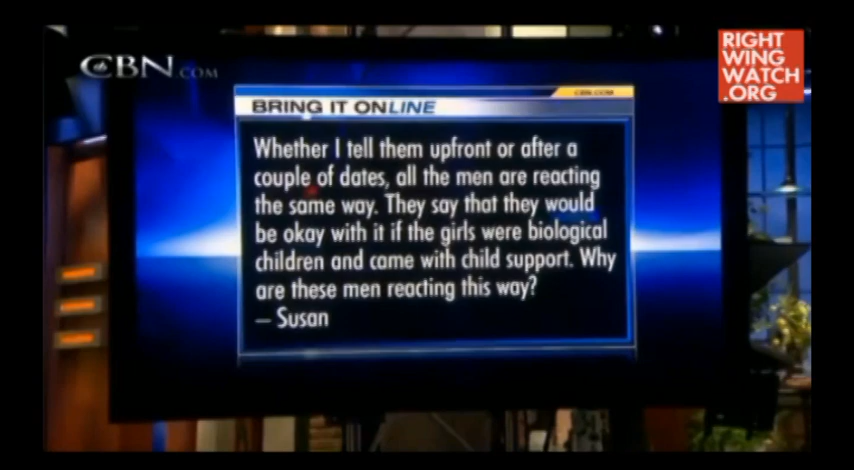 CBN.COM
RIGHT
WING
WATCH
.ORG
CBN.COM
BRING IT ONLINE
Whether I tell them upfront or after a
couple of dates, all the men are reacting
the same way. They say that they would
be okay with it if the girls were biological
children and came with child support. Why
are these men reacting this way?
– Susan